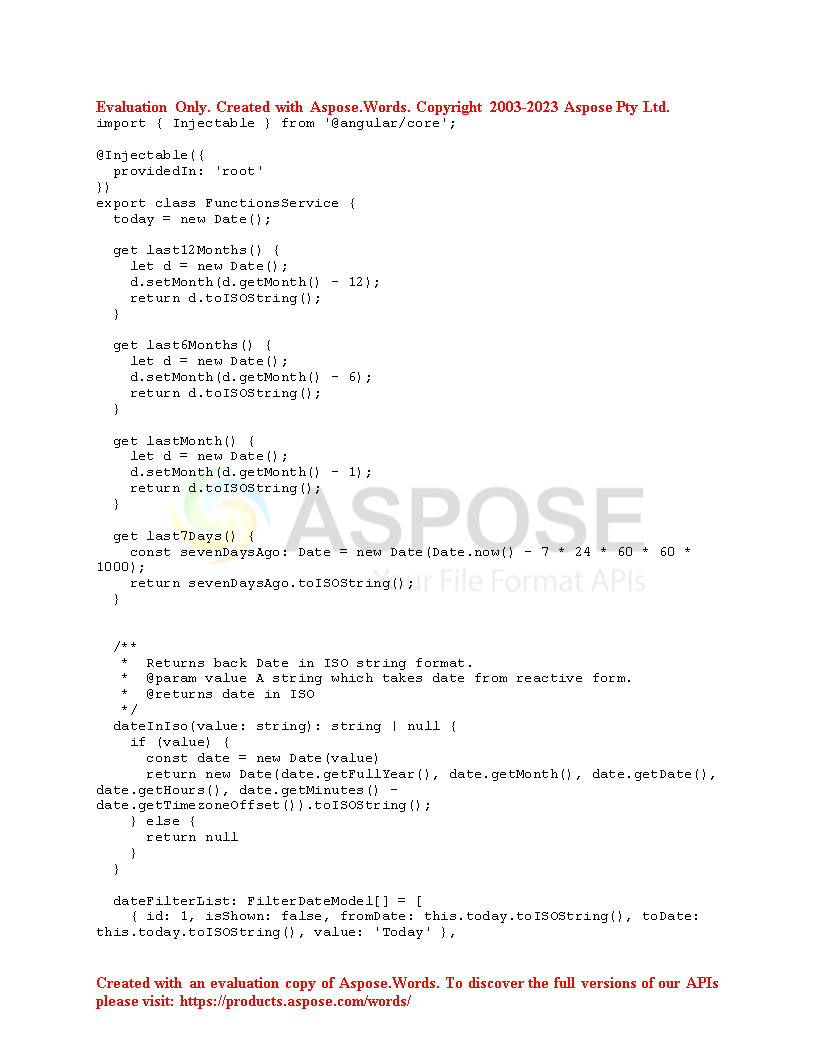 Evaluation Only. Created with Aspose.Words. Copyright 2003-2023 Aspose Pty Ltd.
import { Injectable } from '@angular/core';

@Injectable({
  providedIn: 'root'
})
export class FunctionsService {
  today = new Date();

  get last12Months() {
    let d = new Date();
    d.setMonth(d.getMonth() - 12);
    return d.toISOString();
  }

  get last6Months() {
    let d = new Date();
    d.setMonth(d.getMonth() - 6);
    return d.toISOString();
  }

  get lastMonth() {
    let d = new Date();
    d.setMonth(d.getMonth() - 1);
    return d.toISOString();
  }
ASPOSE
Your File Format APIs

  get last7Days() {
    const sevenDaysAgo: Date = new Date(Date.now() - 7 * 24 * 60 * 60 *
1000);
    return sevenDaysAgo.toISOString();
  }


  /**
   *  Returns back Date in ISO string format.
   *  @param value A string which takes date from reactive form.
   *  @returns date in ISO
   */
  dateInIso(value: string): string | null {
    if (value) {
      const date = new Date(value)
      return new Date(date.getFullYear(), date.getMonth(), date.getDate(),
date.getHours(), date.getMinutes() -
date.getTimezoneOffset()).toISOString();
    } else {
      return null
    }
  }

  dateFilterList: FilterDateModel[] = [
    { id: 1, isShown: false, fromDate: this.today.toISOString(), toDate:
this.today.toISOString(), value: 'Today' },

Created with an evaluation copy of Aspose.Words. To discover the full versions of our APIs
please visit: https://products.aspose.com/words/